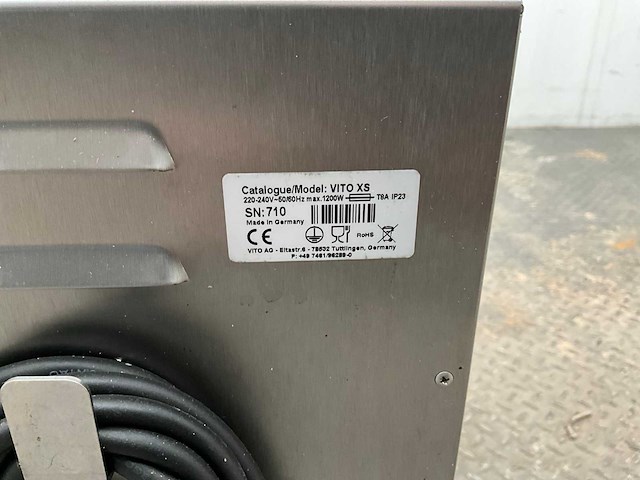 Catalogue/Model: VITO XS
220-240V~50/60Hz max.1200W T8A IP23
SN:710
Made in Germany
CE RoHS
VITO AG - Eltastr.6 - 78532 Tuttlingen, Germany
P: +49 7461/96289-0